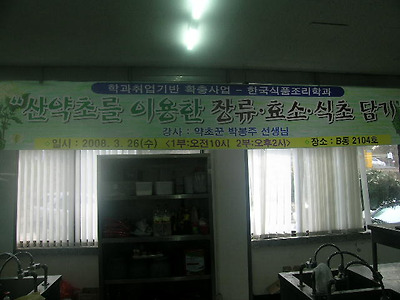 학과취업기반 확충사업 - 한국식품조리학과
산약초를 이용한 장류·효소·식초 담기
강사 : 약초꾼 박봉주 선생님
일시 : 2008. 3. 26(수) <1부:오전10시 2부:오후2시>
장소 : B동 2104호